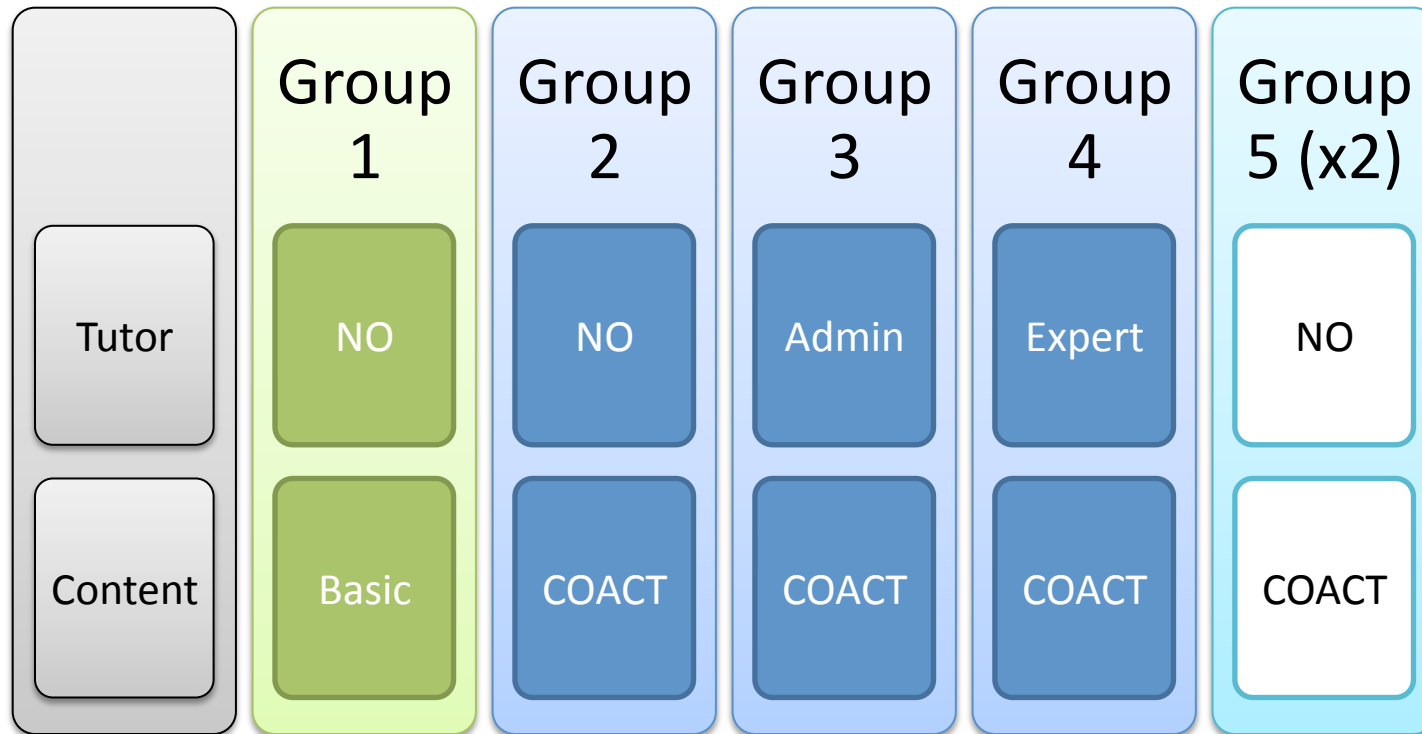 Group
1
Group
2
Group
3
Group
4
Group
5 (x2)
Tutor
NO
NO
Admin
Expert
NO
Content
Basic
COACT
COACT
COACT
COACT